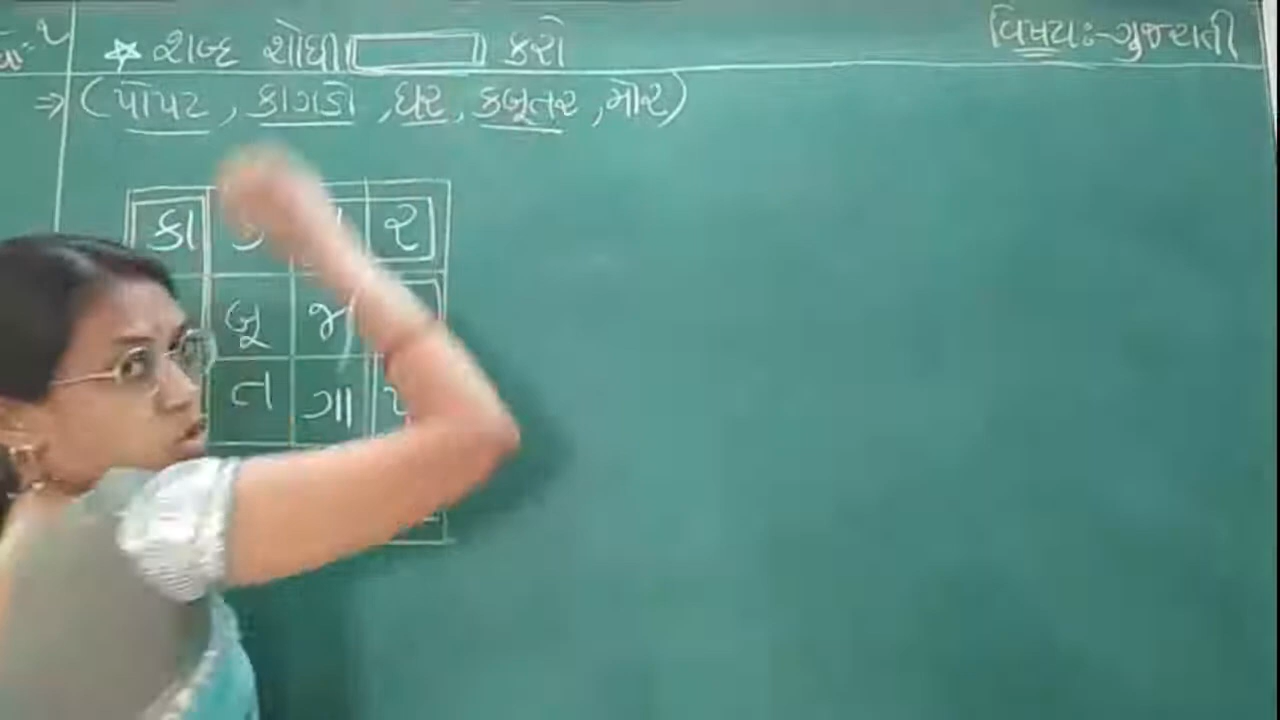 વિષયઃ-ગુજરાતી
☆ શબ્દ શોધી ▭ કરો
⇒ (પોપટ , કાગડો , ઘર, કબૂતર , મોર)
કા ર
બૂ
ત ગા